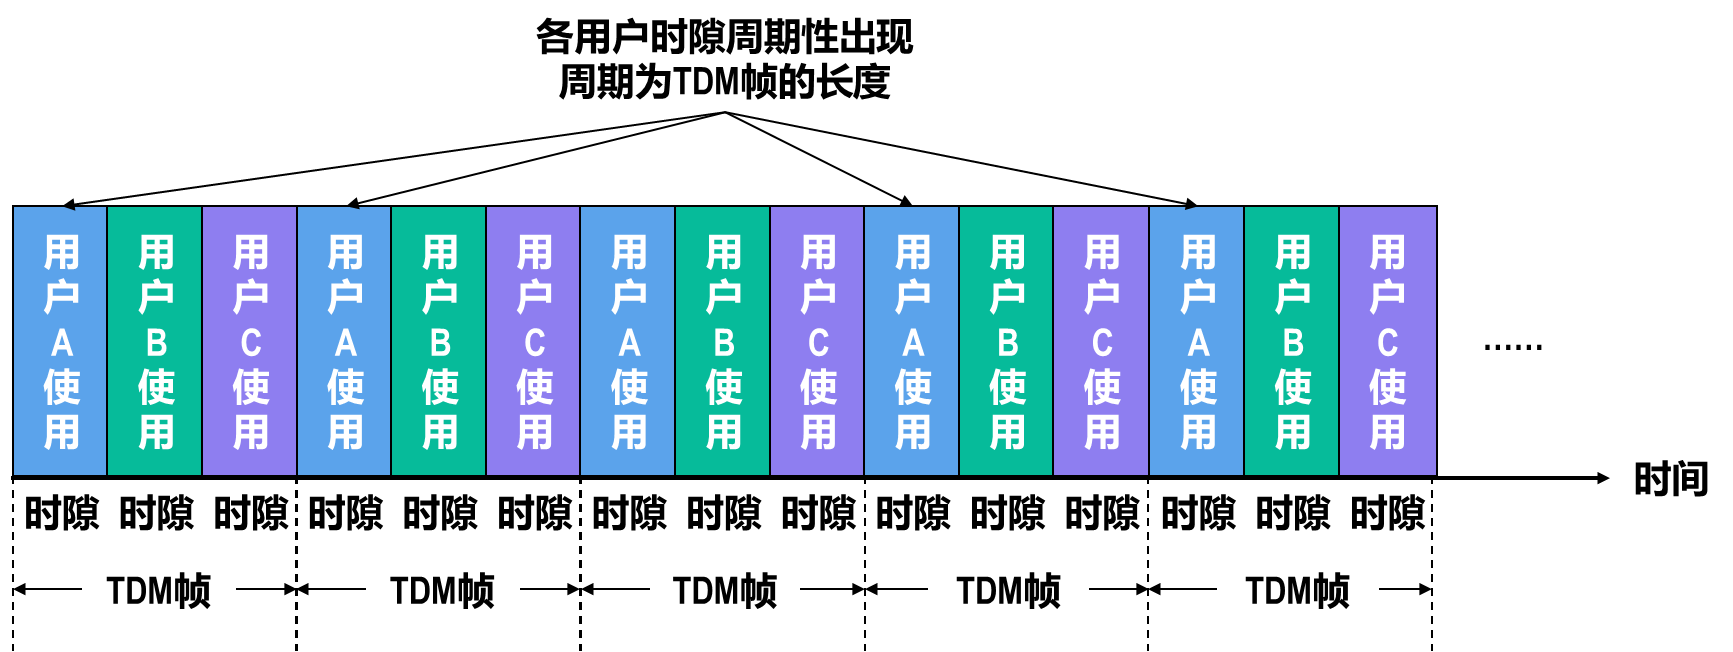 各用户时隙周期性出现
周期为TDM帧的长度
用户A使用
用户B使用
用户C使用
用户A使用
用户B使用
用户C使用
用户A使用
用户B使用
用户C使用
用户A使用
用户B使用
用户C使用
用户A使用
用户B使用
用户C使用
……
时间
时隙 时隙 时隙 时隙 时隙 时隙 时隙 时隙 时隙 时隙 时隙 时隙 时隙 时隙 时隙
TDM帧 TDM帧 TDM帧 TDM帧 TDM帧